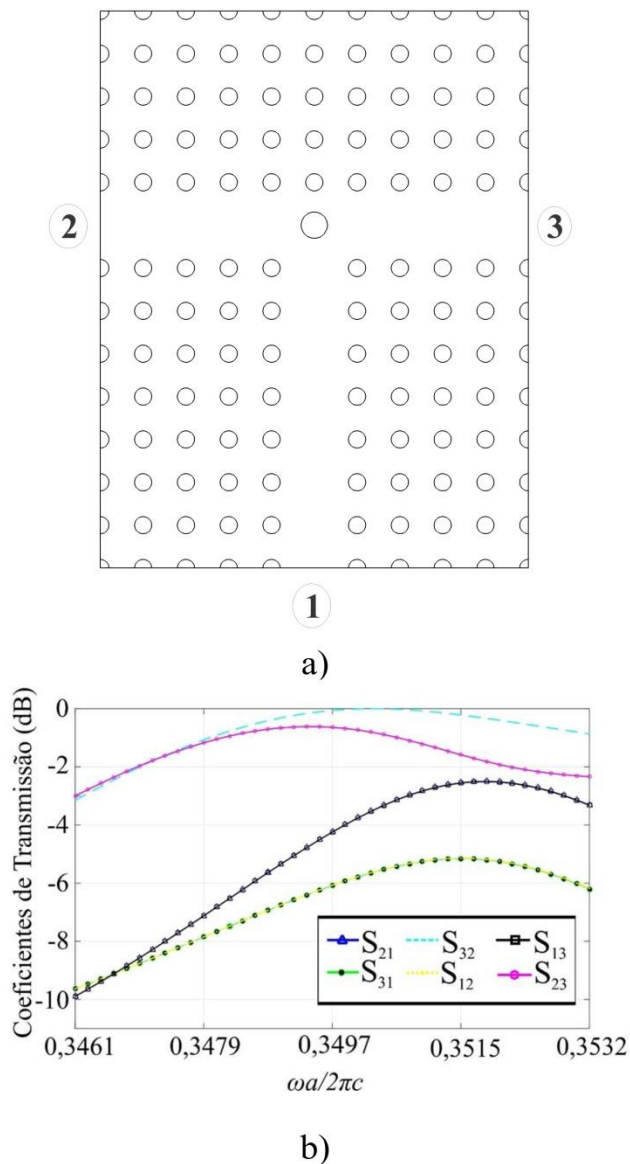 2
3
1
a)
Coeficientes de Transmissão (dB)
0
-2
-4
-6
-8
-10
S21 S32 S13
S31 S12 S23
0,3461 0,3479 0,3497 0,3515 0,3532
ωa/2πc
b)